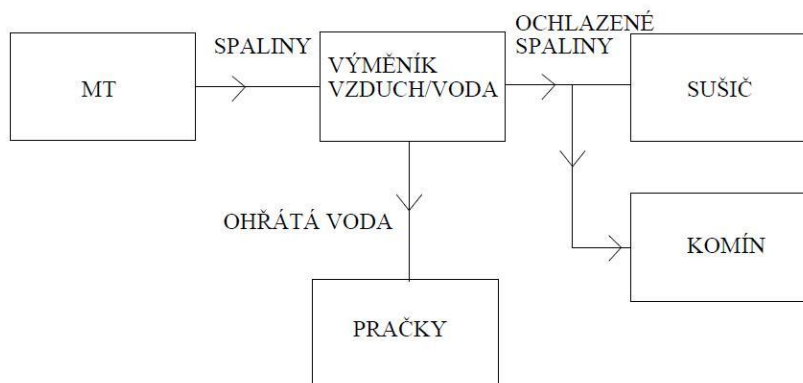 MT
SPALINY
VÝMĚNÍK
VZDUCH/VODA
OCHLAZENÉ
SPALINY
SUŠIČ
OHŘÁTÁ VODA
KOMÍN
PRAČKY